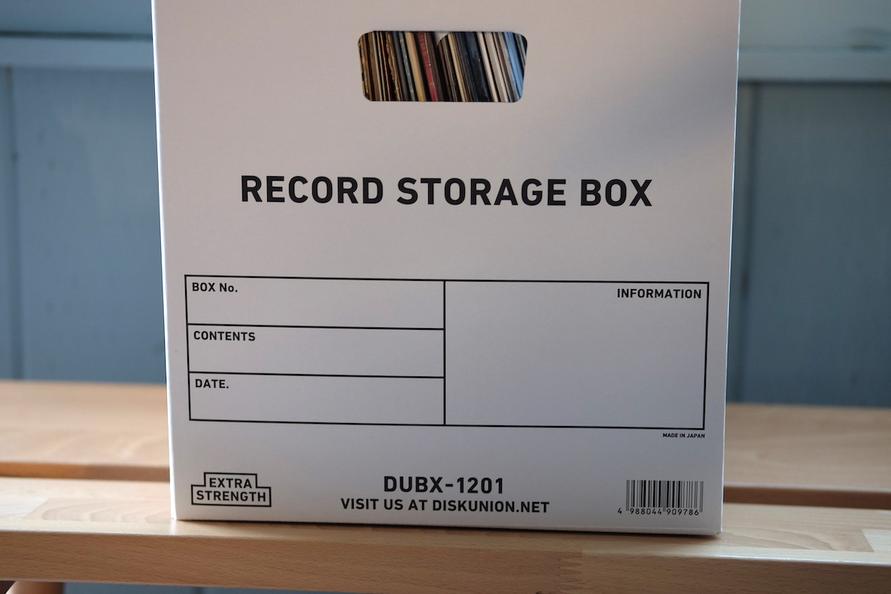 RECORD STORAGE BOX
BOX No.
INFORMATION
CONTENTS
DATE.
MADE IN JAPAN
EXTRA
STRENGTH
DUBX-1201
VISIT US AT DISKUNION.NET
4 988044 909786